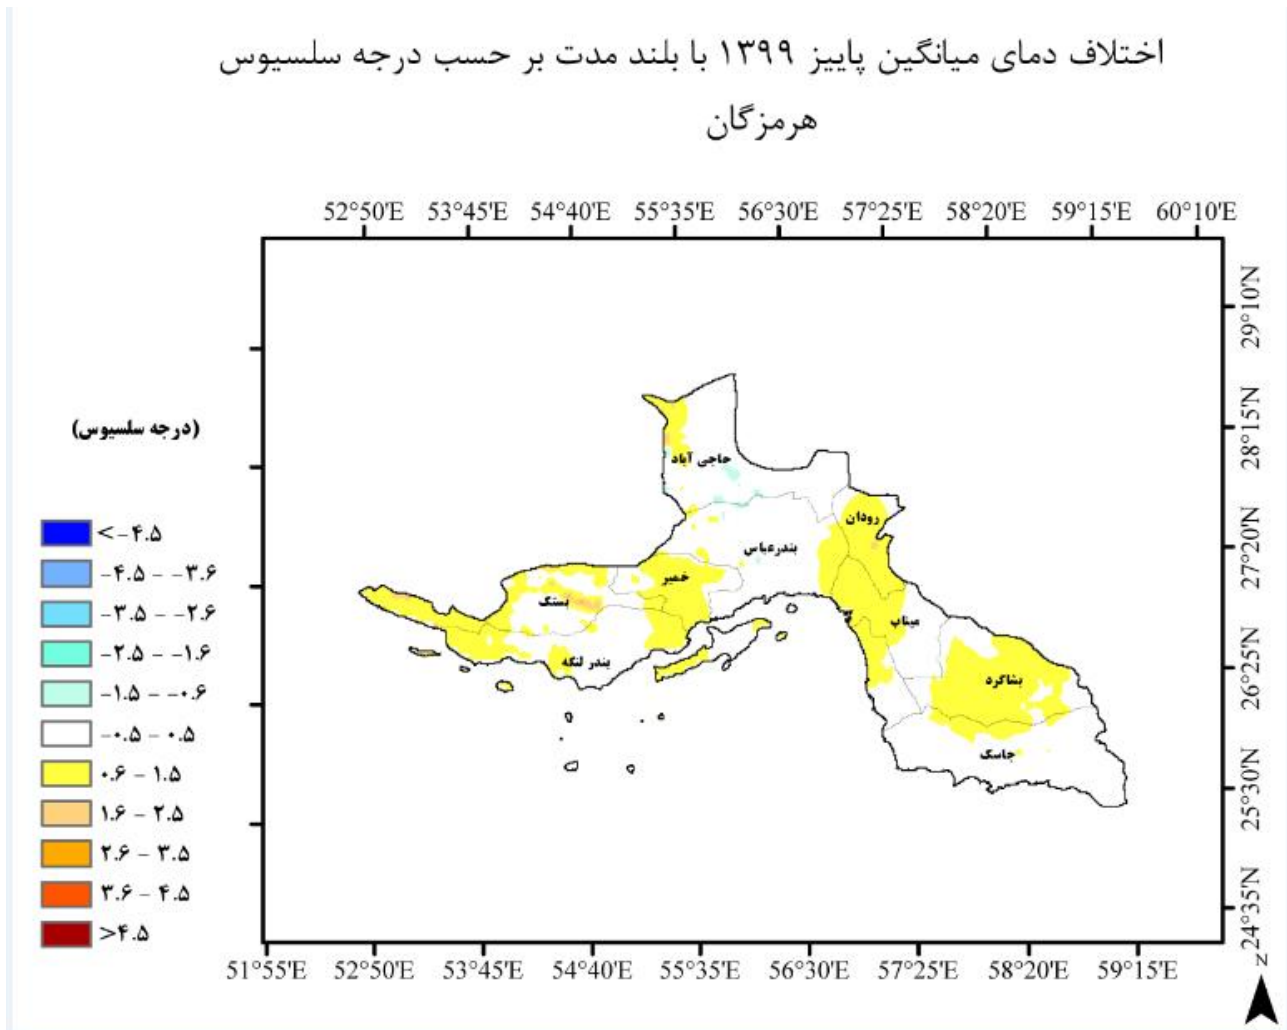 اختلاف دمای میانگین پاییز ۱۳۹۹ با بلند مدت بر حسب درجه سلسیوس
هرمزگان
52°50'E 53°45'E 54°40'E 55°35'E 56°30'E 57°25'E 58°20'E 59°15'E 60°10'E
29°10'N
28°15'N
27°20'N
26°25'N
25°30'N
24°35'N
(درجه سلسیوس)
<-۴.۵
-۴.۵ - -۳.۶
-۳.۵ - -۲.۶
-۲.۵ - -۱.۶
-۱.۵ - -۰.۶
-۰.۵ - ۰.۵
۰.۶ - ۱.۵
۱.۶ - ۲.۵
۲.۶ - ۳.۵
۳.۶ - ۴.۵
>۴.۵
حاجی آباد
رودان
بندرعباس
خمیر
بستک
میناب
بندر لنگه
بشاگرد
جاسک
51°55'E 52°50'E 53°45'E 54°40'E 55°35'E 56°30'E 57°25'E 58°20'E 59°15'E
N